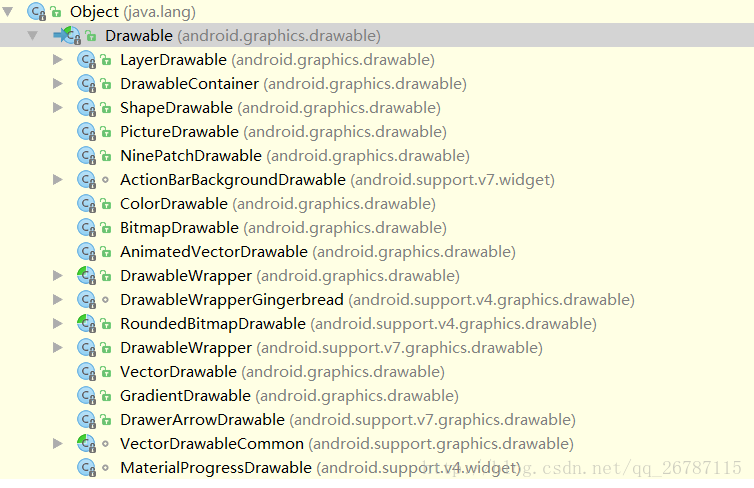 Object (java.lang)
Drawable (android.graphics.drawable)
LayerDrawable (android.graphics.drawable)
DrawableContainer (android.graphics.drawable)
ShapeDrawable (android.graphics.drawable)
PictureDrawable (android.graphics.drawable)
NinePatchDrawable (android.graphics.drawable)
ActionBarBackgroundDrawable (android.support.v7.widget)
ColorDrawable (android.graphics.drawable)
BitmapDrawable (android.graphics.drawable)
AnimatedVectorDrawable (android.graphics.drawable)
DrawableWrapper (android.graphics.drawable)
DrawableWrapperGingerbread (android.support.v4.graphics.drawable)
RoundedBitmapDrawable (android.support.v4.graphics.drawable)
DrawableWrapper (android.support.v7.graphics.drawable)
VectorDrawable (android.graphics.drawable)
GradientDrawable (android.graphics.drawable)
DrawerArrowDrawable (android.support.v7.graphics.drawable)
VectorDrawableCommon (android.support.graphics.drawable)
MaterialProgressDrawable (android.support.v4.widget)
blog.csdn.net/qq_26787115